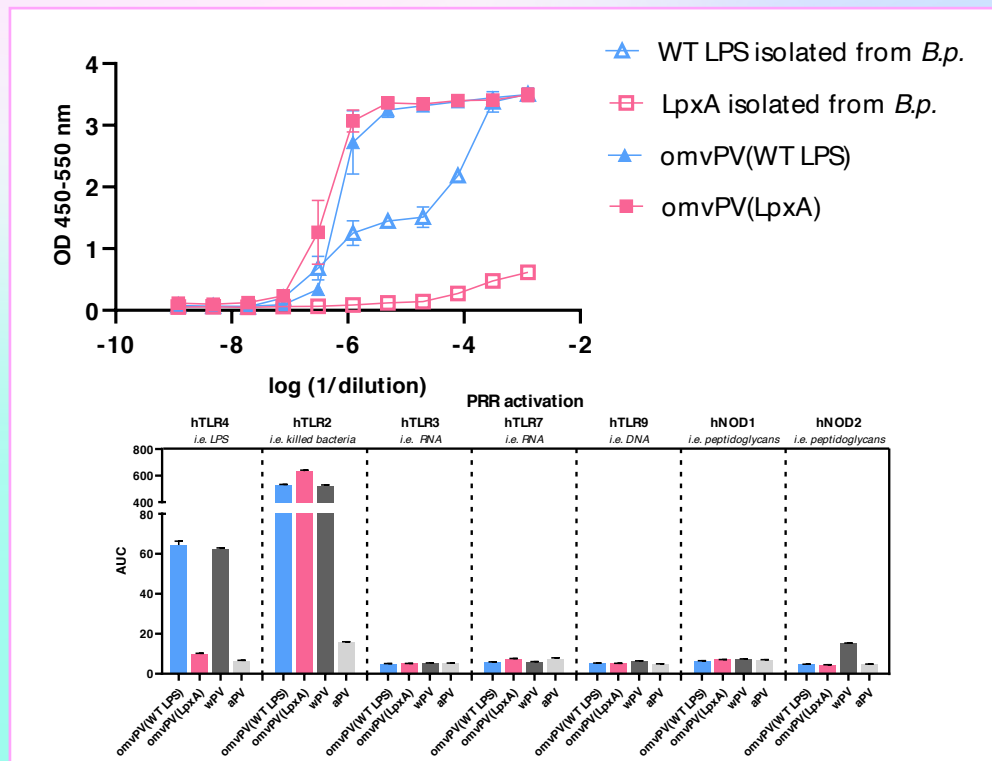 WT LPS isolated from B.p.
LpxA isolated from B.p.
omvPV(WT LPS)
omvPV(LpxA)
OD 450-550 nm
4
3
2
1
0
-10 -8 -6 -4 -2
log (1/dilution)
PRR activation
hTLR4 hTLR2 hTLR3 hTLR7 hTLR9 hNOD1 hNOD2
i.e. LPS i.e. killed bacteria i.e. RNA i.e. RNA i.e. DNA i.e. peptidoglycans i.e. peptidoglycans
AUC
800
600
400
80
60
40
20
0
omvPV(WT LPS) omvPV(LpxA) wPV aPV omvPV(WT LPS) omvPV(LpxA) wPV aPV omvPV(WT LPS) omvPV(LpxA) wPV aPV omvPV(WT LPS) omvPV(LpxA) wPV aPV omvPV(WT LPS) omvPV(LpxA) wPV aPV omvPV(WT LPS) omvPV(LpxA) wPV aPV omvPV(WT LPS) omvPV(LpxA) wPV aPV